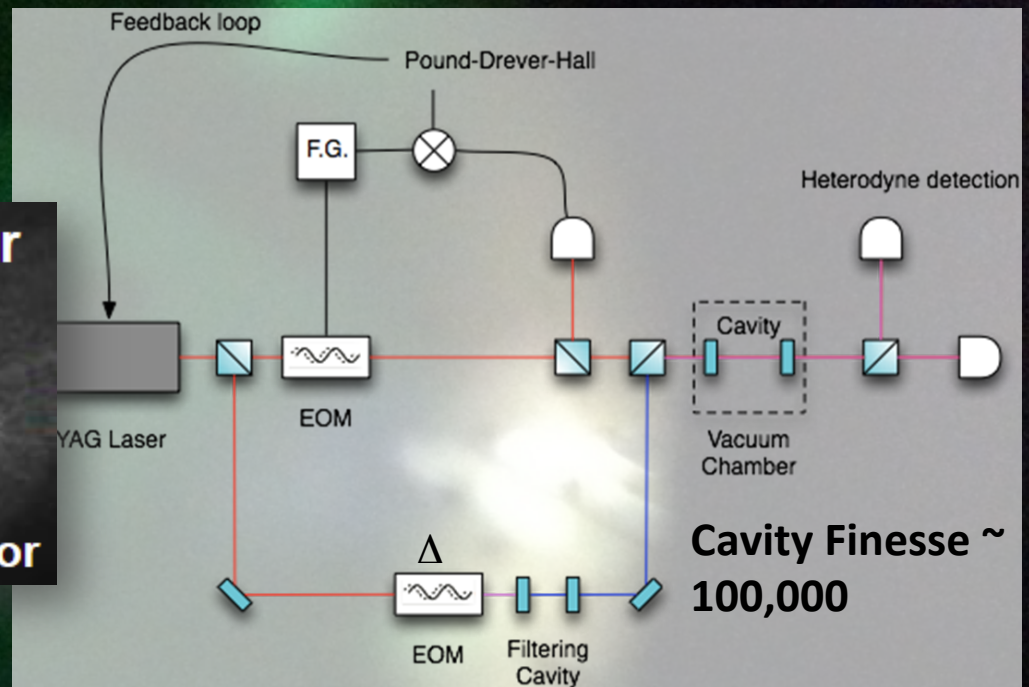 Feedback loop
Pound-Drever-Hall
F.G.
Heterodyne detection
r
Cavity
EOM
YAG Laser
Vacuum
Chamber
or
Δ
Cavity Finesse ~
100,000
EOM
Filtering
Cavity